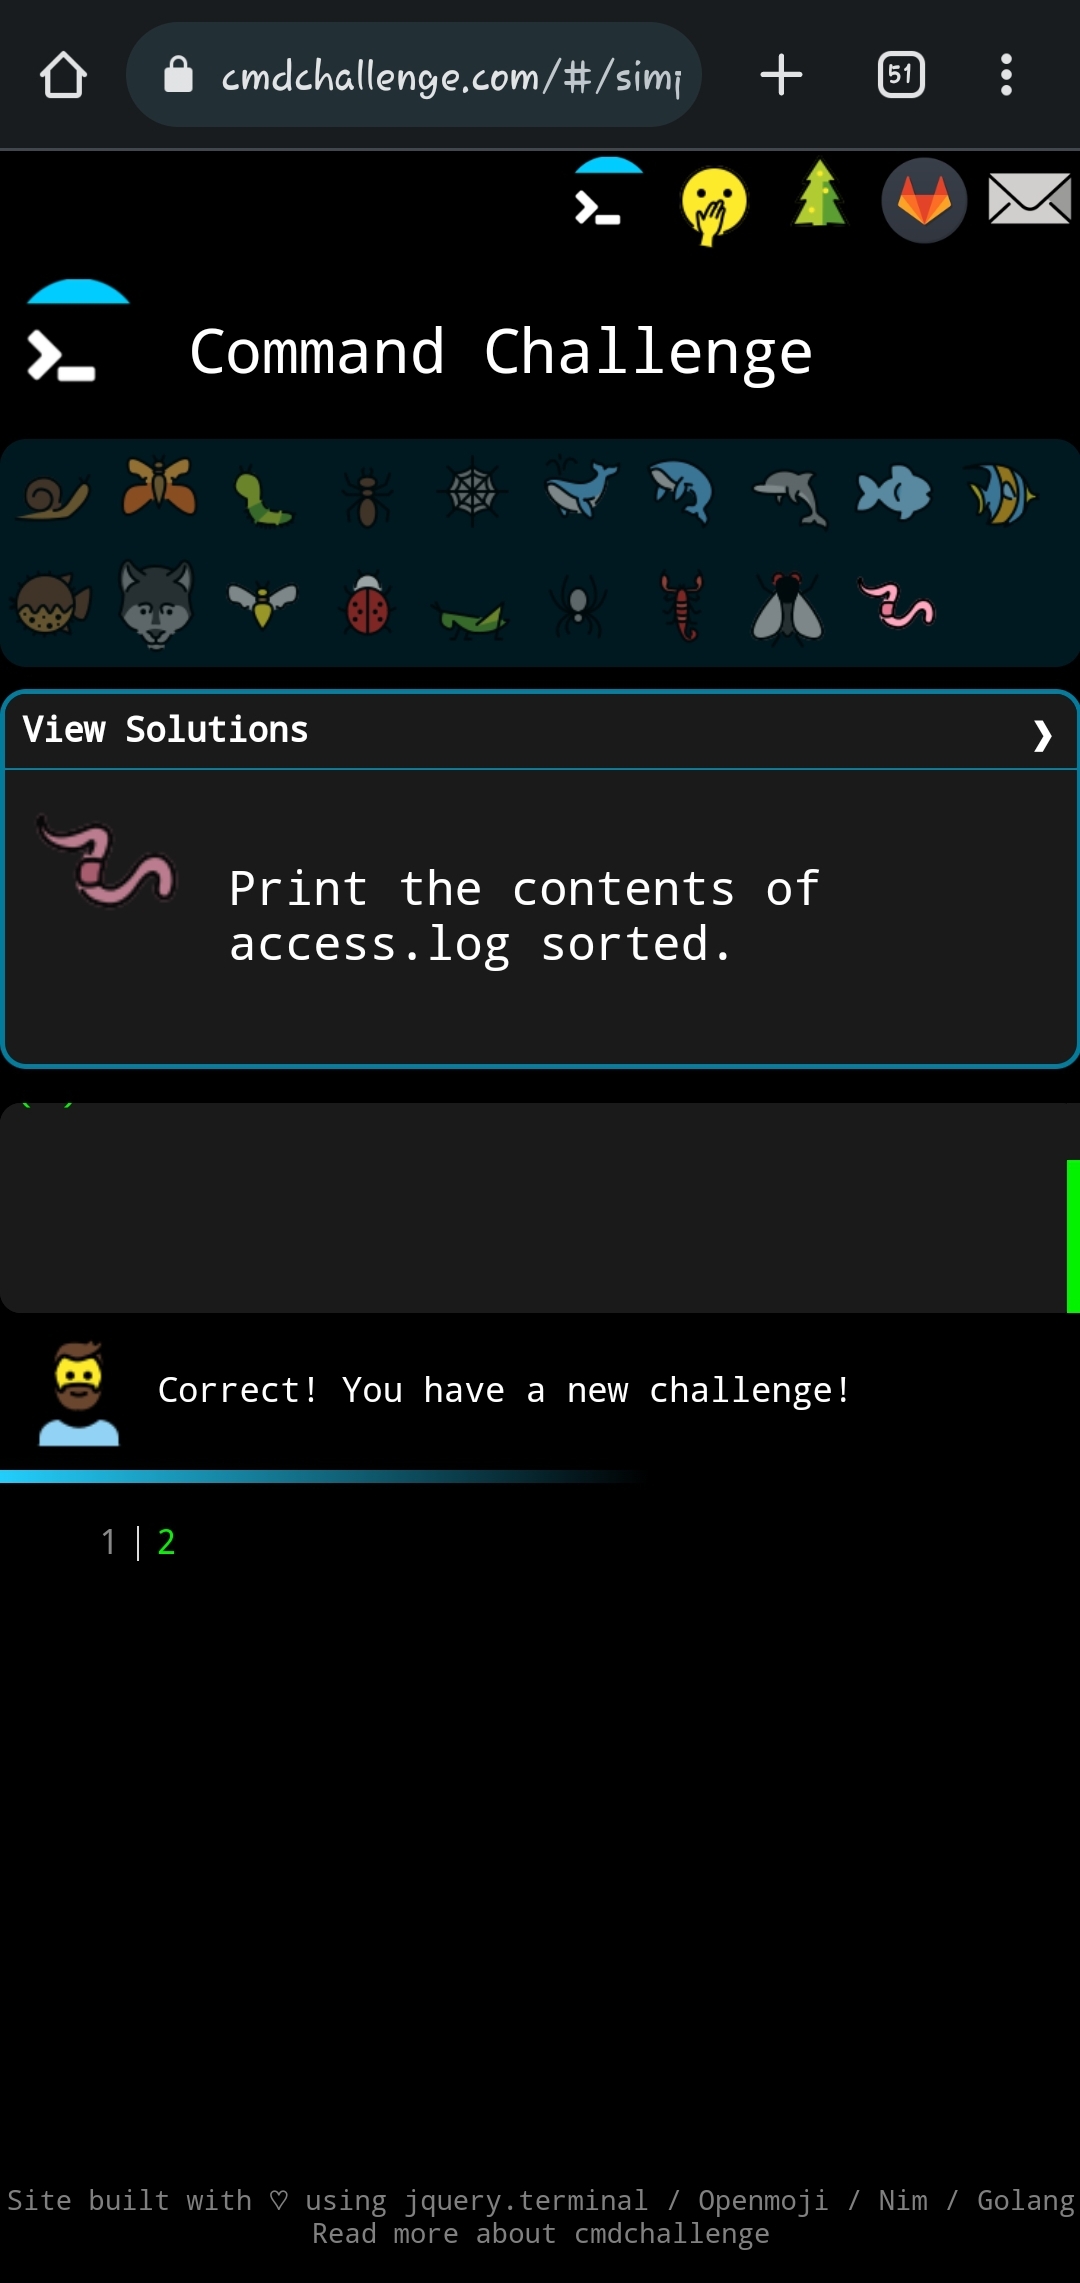 cmdchallenge.com/#/simp
51
Command Challenge
View Solutions ❯
Print the contents of
access.log sorted.
Correct! You have a new challenge!
1 | 2
Site built with ♡ using jquery.terminal / Openmoji / Nim / Golang
Read more about cmdchallenge